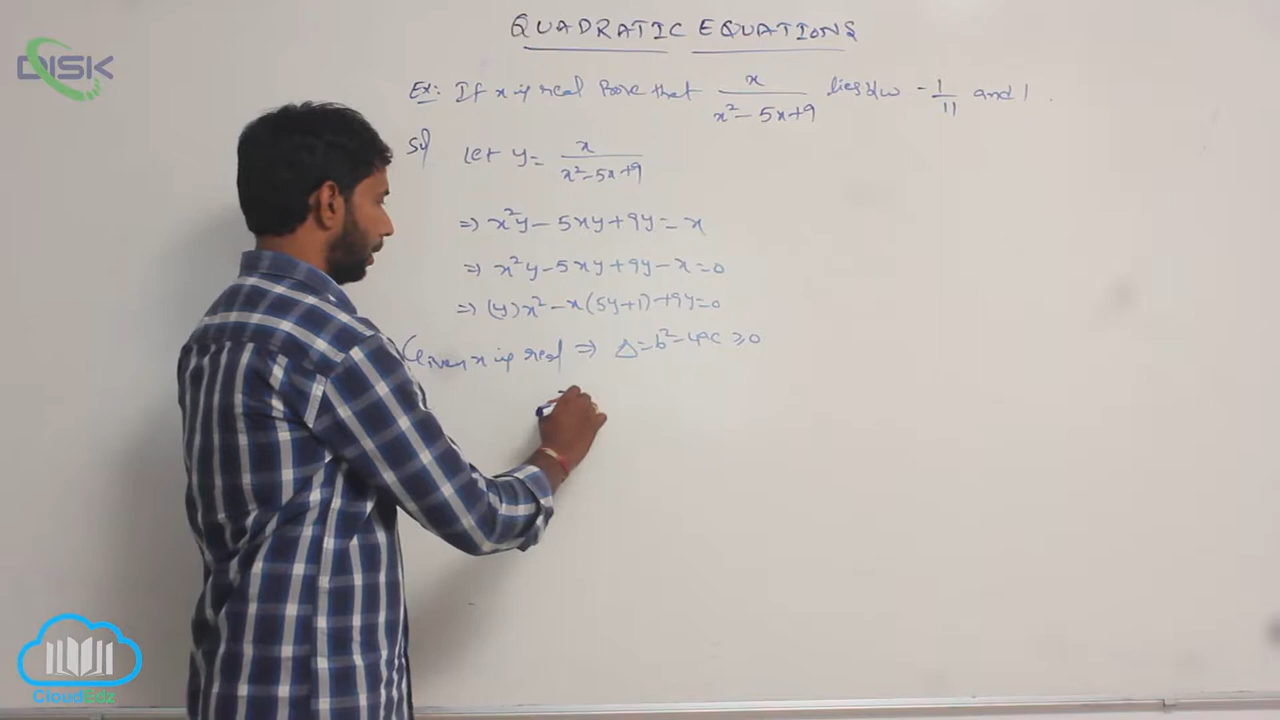 DISK
QUADRATIC EQUATIONS
Ex: If x is real Prove that x / x² - 5x + 9 lies b/w - 1/11 and 1.
Sol let y = x / x² - 5x + 9
⇒ x²y - 5xy + 9y = x
⇒ x²y - 5xy + 9y - x = 0
⇒ (y)x² - x(5y+1) + 9y = 0
Given x is real ⇒ Δ = b² - 4ac ≥ 0
CloudEdz